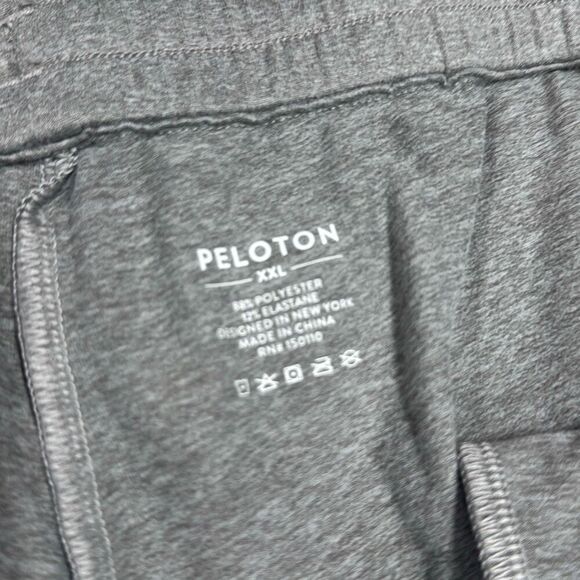 PELOTON
XXL
88% POLYESTER
12% ELASTANE
DESIGNED IN NEW YORK
MADE IN CHINA
RN# 150110